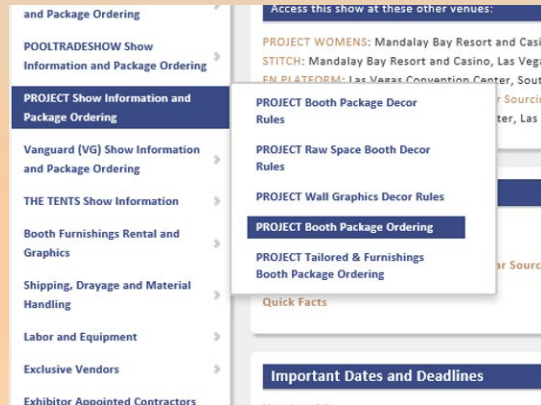 and Package Ordering
POOLTRADESHOW Show
Information and Package Ordering
PROJECT Show Information and
Package Ordering
Vanguard (VG) Show Information
and Package Ordering
THE TENTS Show Information
Booth Furnishings Rental and
Graphics
Shipping, Drayage and Material
Handling
Labor and Equipment
Exclusive Vendors
Exhibitor Appointed Contractors
PROJECT Booth Package Decor
Rules
PROJECT Raw Space Booth Decor
Rules
PROJECT Wall Graphics Decor Rules
PROJECT Booth Package Ordering
PROJECT Tailored & Furnishings
Booth Package Ordering
Access this show at these other venues:
PROJECT WOMENS: Mandalay Bay Resort and Casi
STITCH: Mandalay Bay Resort and Casino, Las Vega
EN PLATFORM: Las Vegas Convention Center, Sout
r Sourcin
ter, Las
ar Sourc
Quick Facts
Important Dates and Deadlines